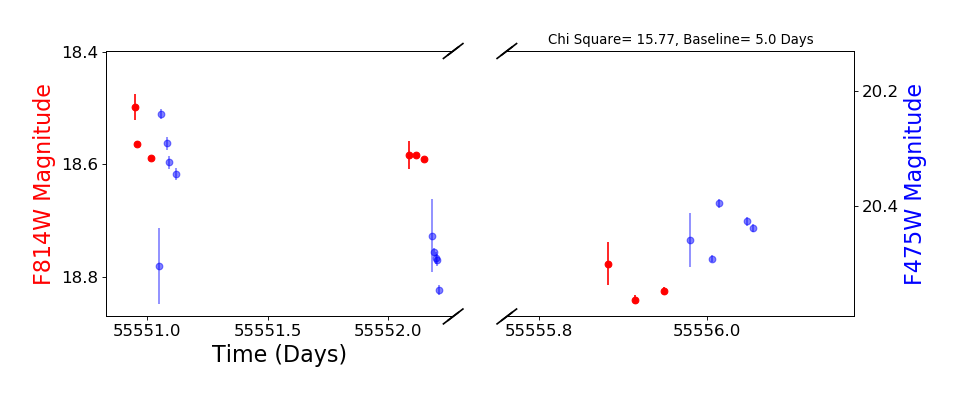 Chi Square= 15.77, Baseline= 5.0 Days
18.4
18.6
18.8
F814W Magnitude
20.2
20.4
F475W Magnitude
55551.0 55551.5 55552.0 55555.8 55556.0
Time (Days)